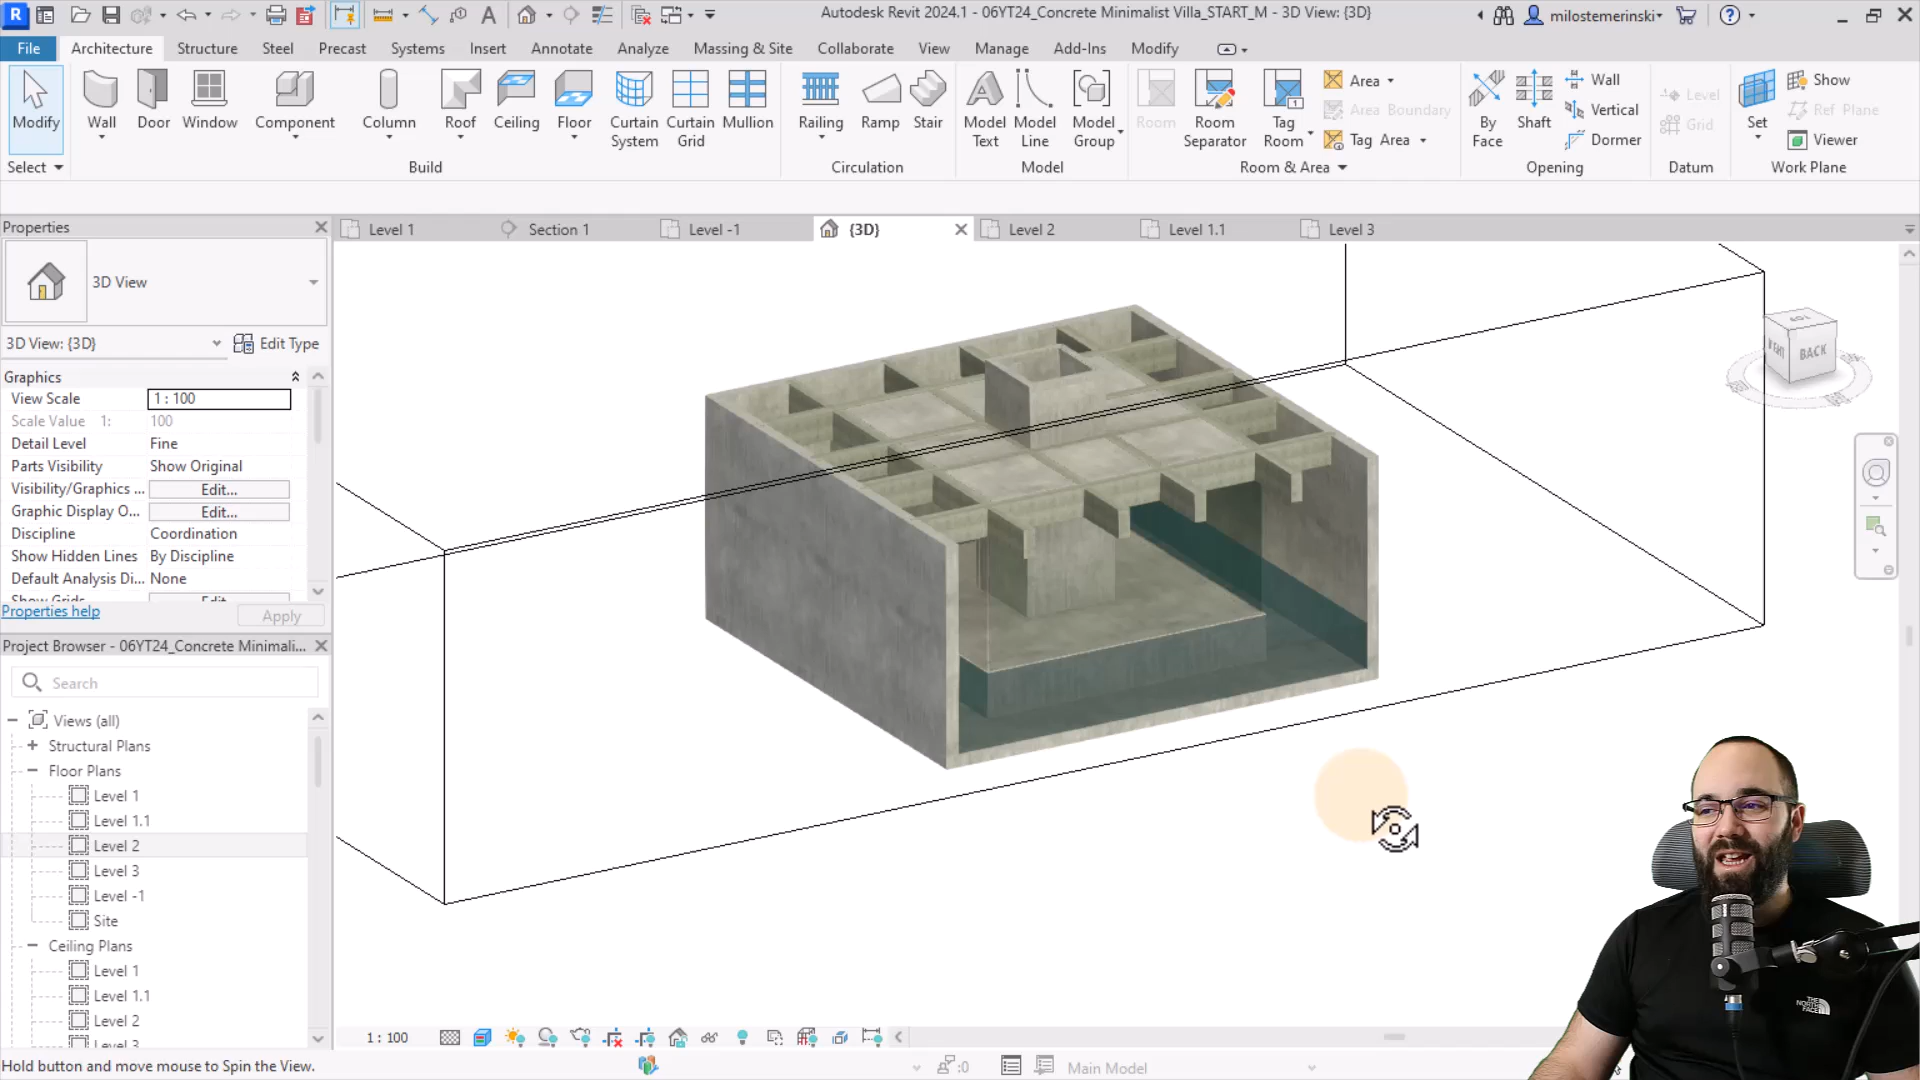 Autodesk Revit 2024.1 - 06YT24_Concrete Minimalist Villa_START_M - 3D View: {3D}
milostemerinski
File Architecture Structure Steel Precast Systems Insert Annotate Analyze Massing & Site Collaborate View Manage Add-Ins Modify
Modify
Wall
Door
Window
Component
Column
Roof
Ceiling
Floor
Curtain System
Curtain Grid
Mullion
Railing
Ramp
Stair
Model Text
Model Line
Model Group
Room
Room Separator
Tag Room
Area
Area Boundary
Tag Area
By Face
Shaft
Wall
Vertical
Dormer
Level
Grid
Set
Show
Ref Plane
Viewer
Select
Build
Circulation
Model
Room & Area
Opening
Datum
Work Plane
Properties
Level 1
Section 1
Level -1
{3D}
Level 2
Level 1.1
Level 3
3D View
3D View: {3D}
Edit Type
Graphics
View Scale 1 : 100
Scale Value 1: 100
Detail Level Fine
Parts Visibility Show Original
Visibility/Graphics ... Edit...
Graphic Display O... Edit...
Discipline Coordination
Show Hidden Lines By Discipline
Default Analysis Di... None
Show Grids Edit...
Properties help
Apply
Project Browser - 06YT24_Concrete Minimali...
Search
Views (all)
Structural Plans
Floor Plans
Level 1
Level 1.1
Level 2
Level 3
Level -1
Site
Ceiling Plans
Level 1
Level 1.1
Level 2
Level 3
BACK
THE NORTH FACE
1 : 100
Hold button and move mouse to Spin the View.
:0
Main Model